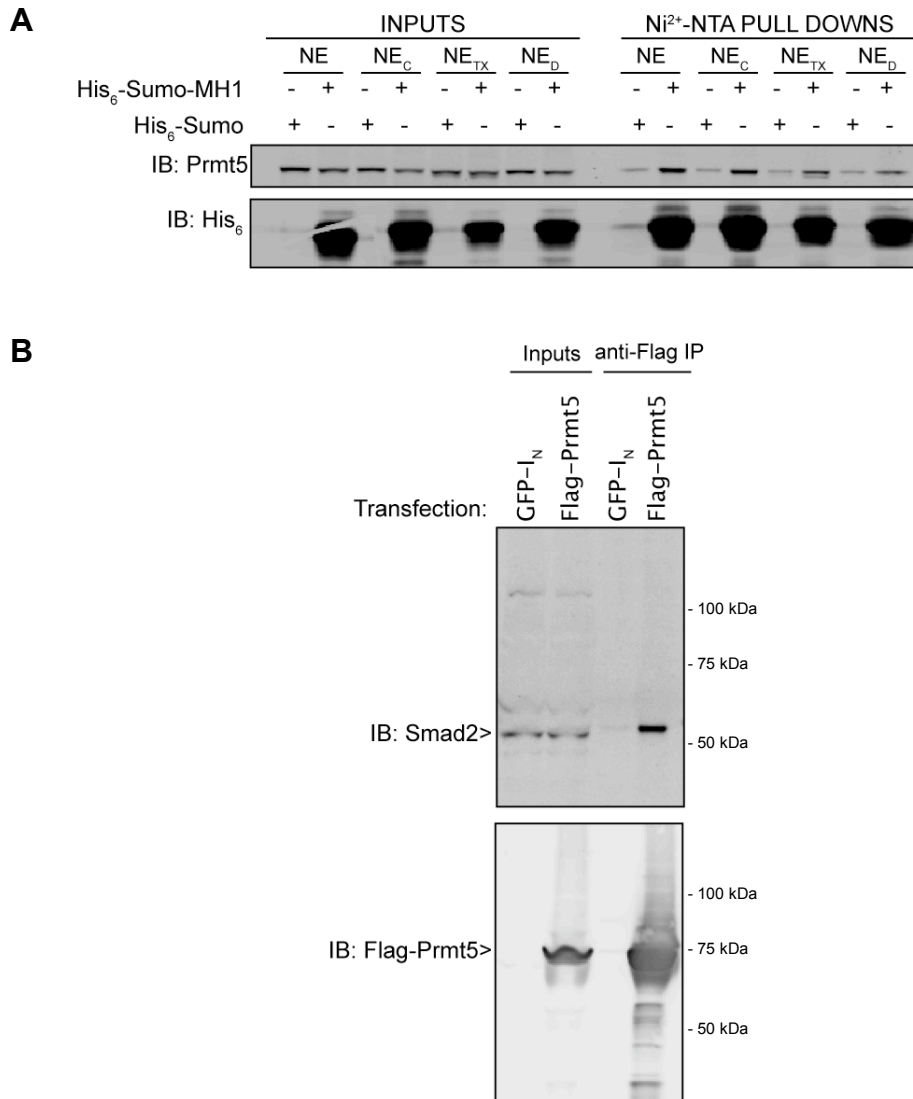 A
INPUTS Ni²⁺-NTA PULL DOWNS
NE NE_C NE_TX NE_D NE NE_C NE_TX NE_D
His₆-Sumo-MH1 - + - + - + - + - + - + - + - +
His₆-Sumo + - + - + - + - + - + - + - + -
IB: Prmt5
IB: His₆
B
Inputs anti-Flag IP
Transfection: GFP–I_N Flag–Prmt5 GFP–I_N Flag–Prmt5
- 100 kDa
- 75 kDa
IB: Smad2>
- 50 kDa
- 100 kDa
IB: Flag-Prmt5> - 75 kDa
- 50 kDa